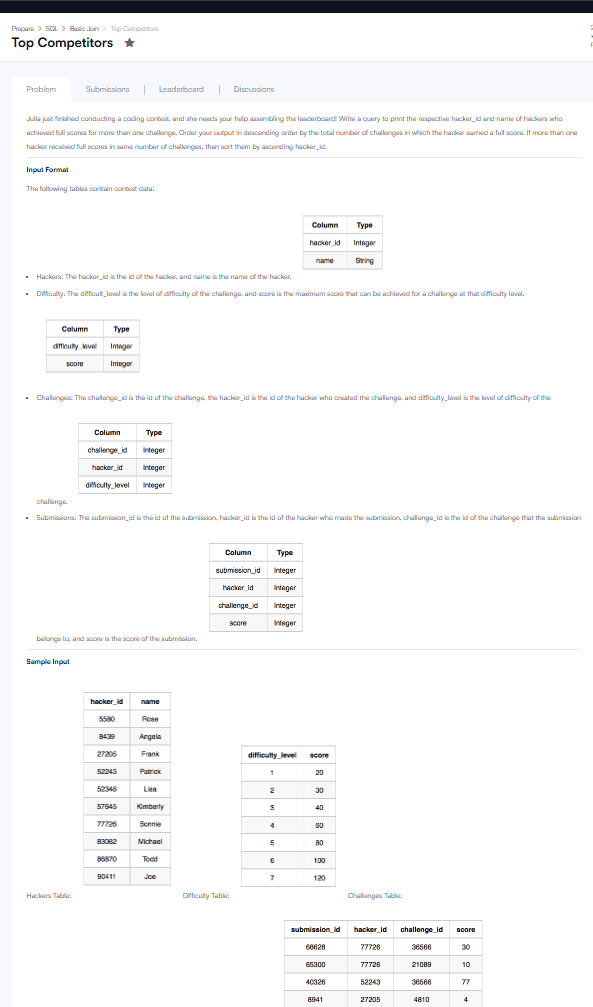 Prepare > SQL > Basic Join > Top Competitors
Top Competitors
Problem
Submissions
Leaderboard
Discussions
Julia just finished conducting a coding contest, and she needs your help assembling the leaderboard! Write a query to print the respective hacker_id and name of hackers who
achieved full scores for more than one challenge. Order your output in descending order by the total number of challenges in which the hacker earned a full score. If more than one
hacker received full scores in same number of challenges, then sort them by ascending hacker_id.
Input Format
The following tables contain contest data:
Column Type
hacker_id Integer
name String
• Hackers: The hacker_id is the id of the hacker, and name is the name of the hacker.
• Difficulty: The difficult_level is the level of difficulty of the challenge, and score is the maximum score that can be achieved for a challenge at that difficulty level.
Column Type
difficulty_level Integer
score Integer
• Challenges: The challenge_id is the id of the challenge, the hacker_id is the id of the hacker who created the challenge, and difficulty_level is the level of difficulty of the
Column Type
challenge_id Integer
hacker_id Integer
difficulty_level Integer
challenge.
• Submissions: The submission_id is the id of the submission, hacker_id is the id of the hacker who made the submission, challenge_id is the id of the challenge that the submission
Column Type
submission_id Integer
hacker_id Integer
challenge_id Integer
score Integer
belongs to, and score is the score of the submission.
Sample Input
hacker_id name
5580 Rose
8439 Angela
27205 Frank
52243 Patrick
52348 Lisa
57645 Kimberly
77726 Bonnie
83082 Michael
86870 Todd
90411 Joe
Hackers Table:
difficulty_level score
1 20
2 30
3 40
4 60
5 80
6 100
7 120
Difficulty Table:
Challenges Table:
submission_id hacker_id challenge_id score
68628 77726 36566 30
65300 77726 21089 10
40326 52243 36566 77
8941 27205 4810 4